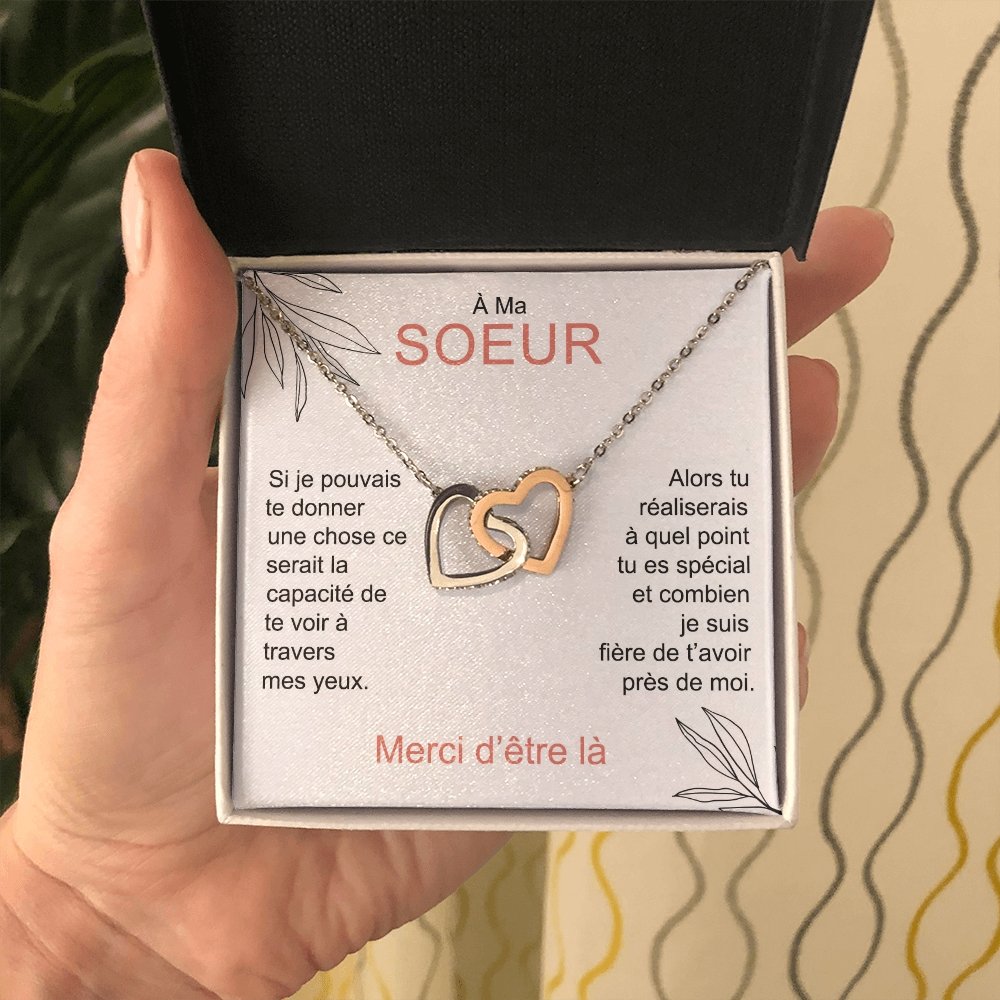 À Ma
SOEUR
Si je pouvais
te donner
une chose ce
serait la
capacité de
te voir à
travers
mes yeux.
Alors tu
réaliserais
à quel point
tu es spécial
et combien
je suis
fière de t’avoir
près de moi.
Merci d’être là